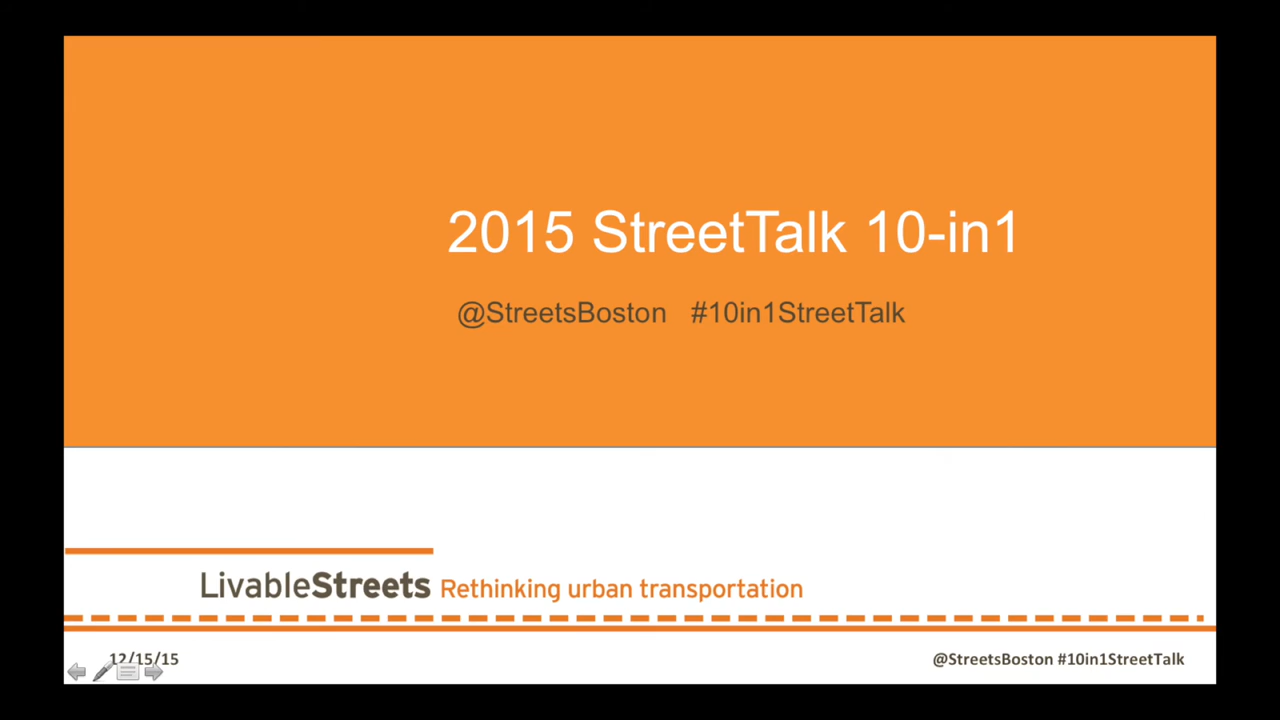 2015 StreetTalk 10-in1
@StreetsBoston #10in1StreetTalk
LivableStreets Rethinking urban transportation
12/15/15
@StreetsBoston #10in1StreetTalk